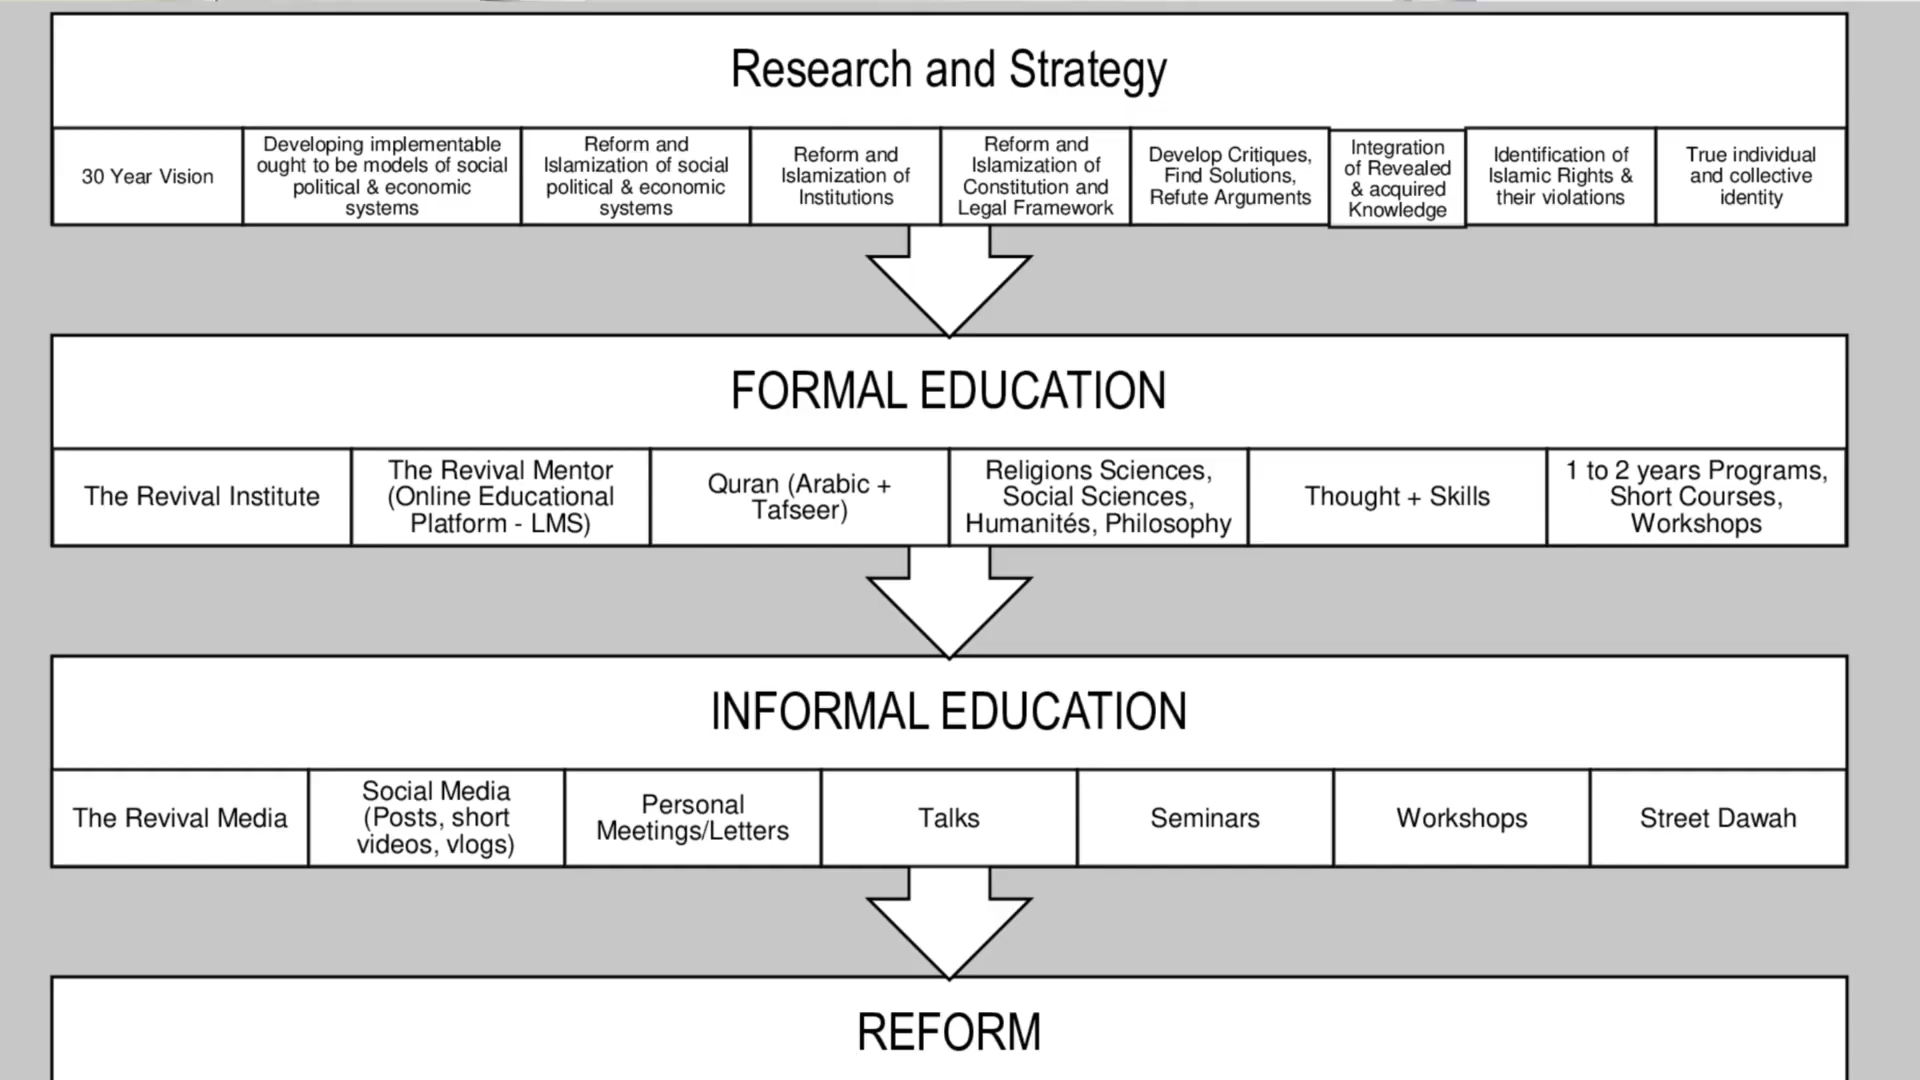 Research and Strategy
30 Year Vision
Developing implementable
ought to be models of social
political & economic
systems
Reform and
Islamization of social
political & economic
systems
Reform and
Islamization of
Institutions
Reform and
Islamization of
Constitution and
Legal Framework
Develop Critiques,
Find Solutions,
Refute Arguments
Integration
of Revealed
& acquired
Knowledge
Identification of
Islamic Rights &
their violations
True individual
and collective
identity
FORMAL EDUCATION
The Revival Institute
The Revival Mentor
(Online Educational
Platform - LMS)
Quran (Arabic +
Tafseer)
Religions Sciences,
Social Sciences,
Humanités, Philosophy
Thought + Skills
1 to 2 years Programs,
Short Courses,
Workshops
INFORMAL EDUCATION
The Revival Media
Social Media
(Posts, short
videos, vlogs)
Personal
Meetings/Letters
Talks
Seminars
Workshops
Street Dawah
REFORM